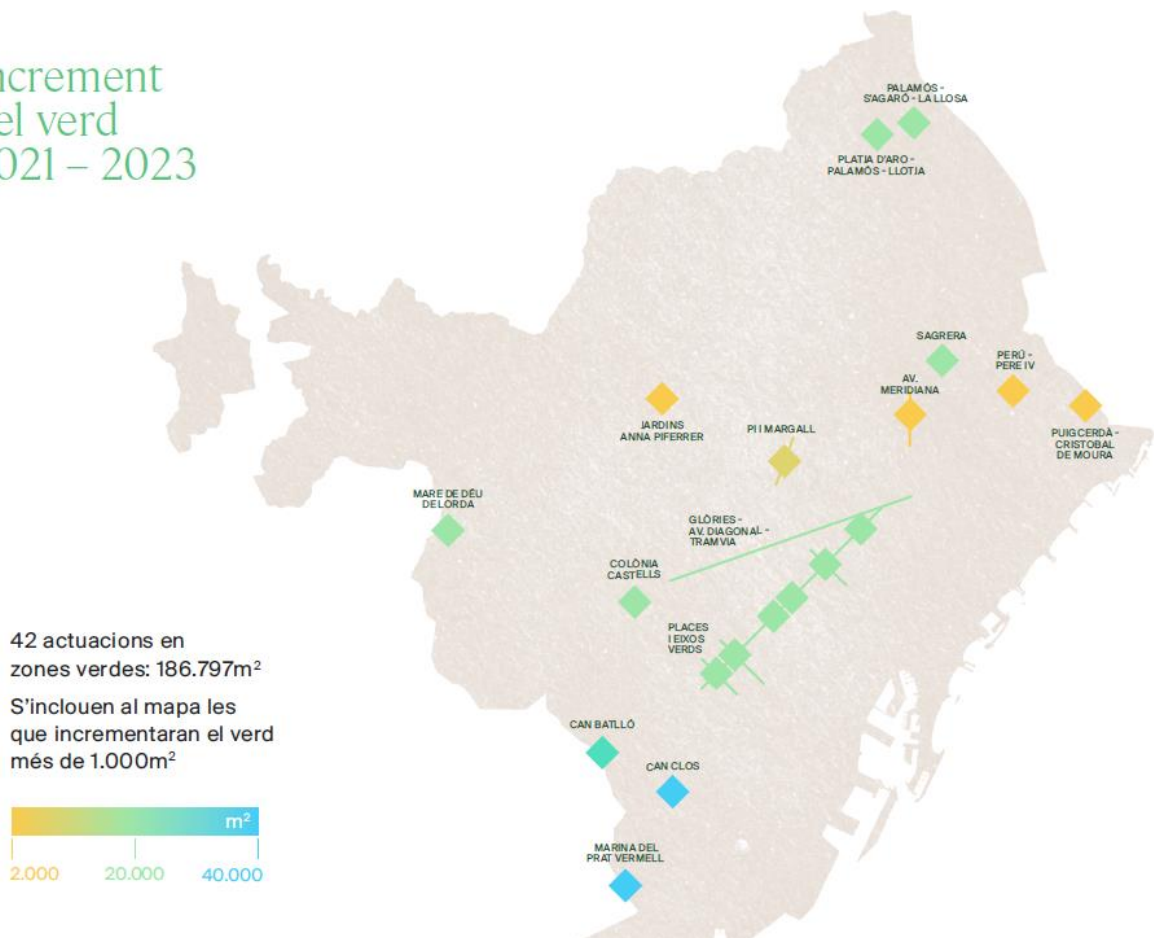 ncrement
el verd
021 – 2023
PALAMÓS -
S'AGARÓ - LA LLOSA
PLATJA D'ARO -
PALAMÓS - LLOTJA
SAGRERA
PERÚ -
PERE IV
AV.
MERIDIANA
JARDINS
ANNA PIFERRER
PI I MARGALL
PUIGCERDÀ -
CRISTOBAL
DE MOURA
MARE DE DÉU
DE LORDA
GLÒRIES -
AV. DIAGONAL -
TRAMVIA
COLÒNIA
CASTELLS
PLACES
I EIXOS
VERDS
42 actuacions en
zones verdes: 186.797m²
S'inclouen al mapa les
que incrementaran el verd
més de 1.000m²
CAN BATLLÓ
CAN CLOS
MARINA DEL
PRAT VERMELL
m²
2.000 20.000 40.000